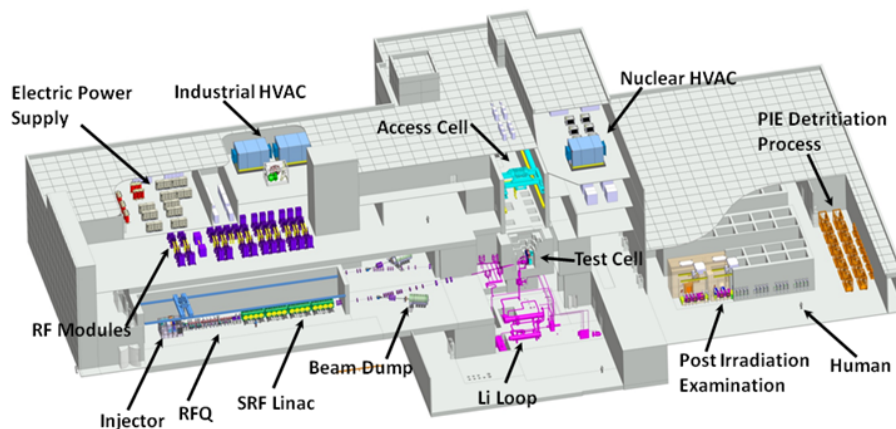 Nuclear HVAC
Electric Power
Supply
Industrial HVAC
Access Cell
PIE Detritiation
Process
Test Cell
RF Modules
Beam Dump
Post Irradiation
Examination
Human
Injector
RFQ
SRF Linac
Li Loop